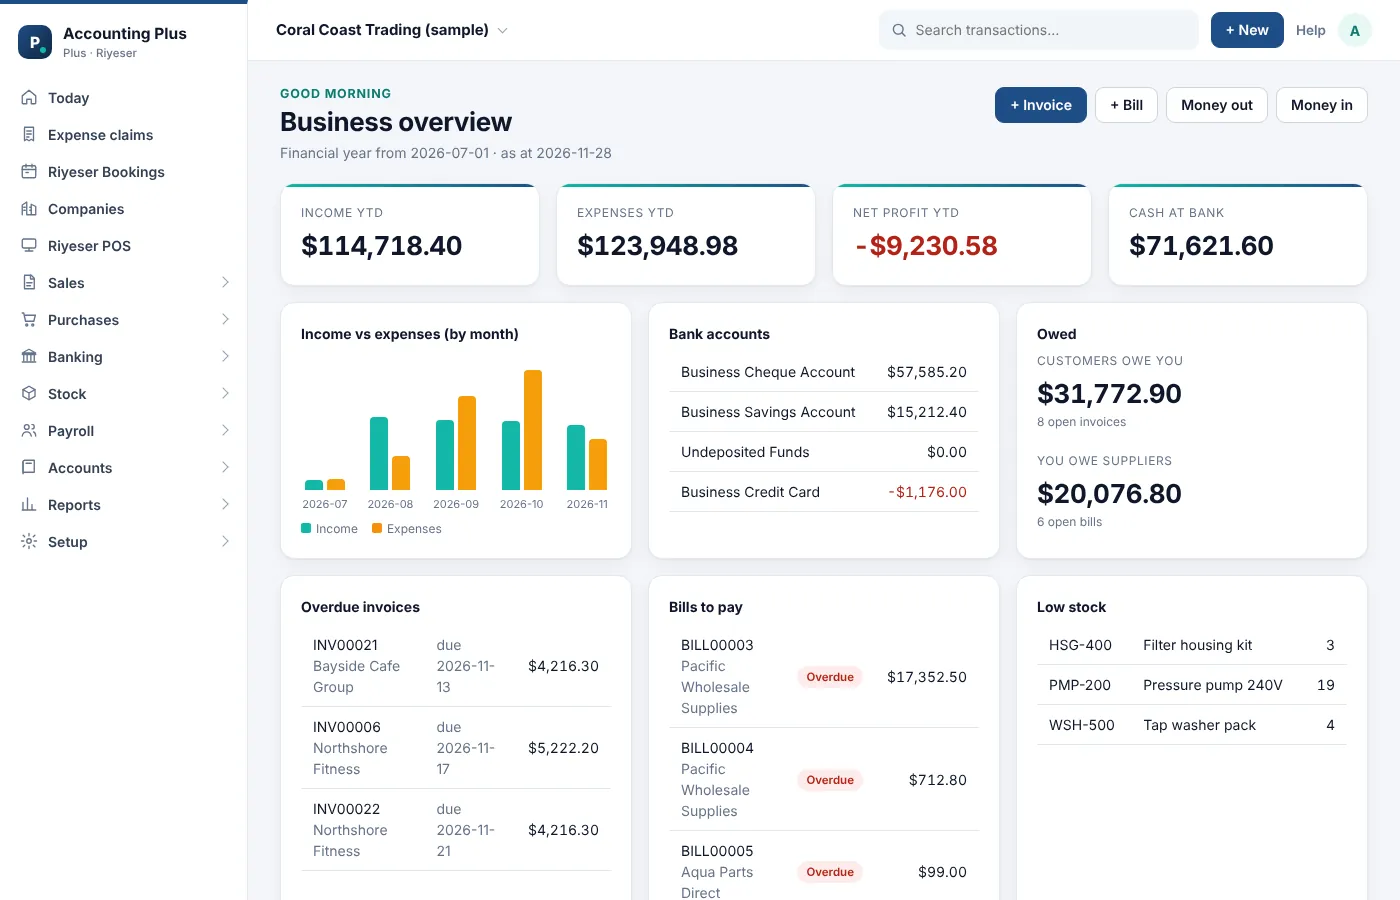 P
Accounting Plus
Plus · Riyeser
Today
Expense claims
Riyeser Bookings
Companies
Riyeser POS
Sales
Purchases
Banking
Stock
Payroll
Accounts
Reports
Setup
Coral Coast Trading (sample)
Search transactions...
+ New
Help
A
GOOD MORNING
Business overview
Financial year from 2026-07-01 · as at 2026-11-28
+ Invoice
+ Bill
Money out
Money in
INCOME YTD
$114,718.40
EXPENSES YTD
$123,948.98
NET PROFIT YTD
-$9,230.58
CASH AT BANK
$71,621.60
Income vs expenses (by month)
2026-07 2026-08 2026-09 2026-10 2026-11
Income Expenses
Bank accounts
Business Cheque Account $57,585.20
Business Savings Account $15,212.40
Undeposited Funds $0.00
Business Credit Card -$1,176.00
Owed
CUSTOMERS OWE YOU
$31,772.90
8 open invoices
YOU OWE SUPPLIERS
$20,076.80
6 open bills
Overdue invoices
INV00021
Bayside Cafe
Group
due
2026-11-
13
$4,216.30
INV00006
Northshore
Fitness
due
2026-11-
17
$5,222.20
INV00022
Northshore
Fitness
due
2026-11-
21
$4,216.30
Bills to pay
BILL00003
Pacific
Wholesale
Supplies
Overdue
$17,352.50
BILL00004
Pacific
Wholesale
Supplies
Overdue
$712.80
BILL00005
Aqua Parts
Direct
Overdue
$99.00
Low stock
HSG-400 Filter housing kit 3
PMP-200 Pressure pump 240V 19
WSH-500 Tap washer pack 4